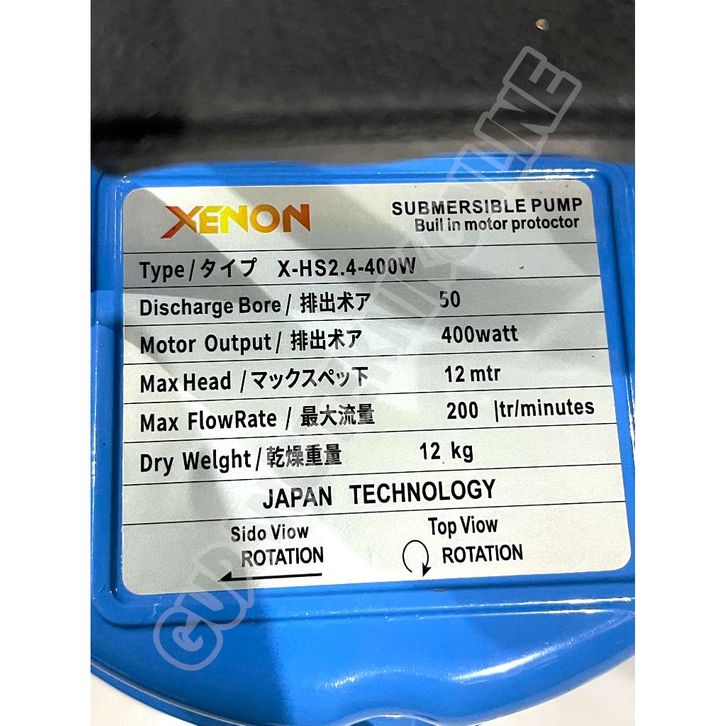 XENON
SUBMERSIBLE PUMP
Buil in motor protoctor
Type/タイプ X-HS2.4-400W
Discharge Bore/排出术ア 50
Motor Output/排出术ア 400watt
Max Head/マックスペッ下 12 mtr
Max FlowRate/最大流量 200 ltr/minutes
Dry Welght/乾燥重量 12 kg
JAPAN TECHNOLOGY
Sido View
ROTATION
Top View
ROTATION